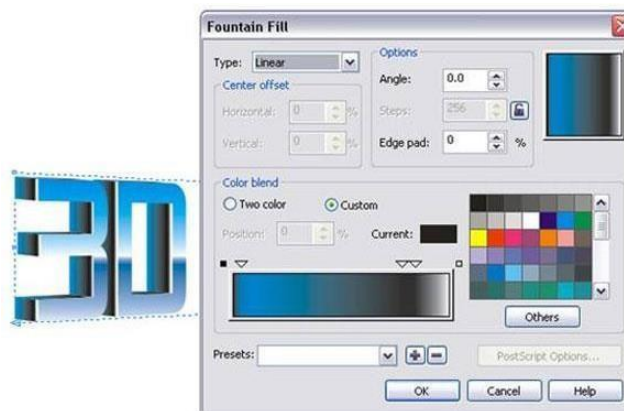 Fountain Fill
Type: Linear
Options
Angle: 0.0
Center offset
Horizontal: 0 %
Steps: 256
Vertical: 0 %
Edge pad: 0 %
3D
Color blend
Two color Custom
Position: 0 % Current:
Others
Presets: PostScript Options...
OK Cancel Help